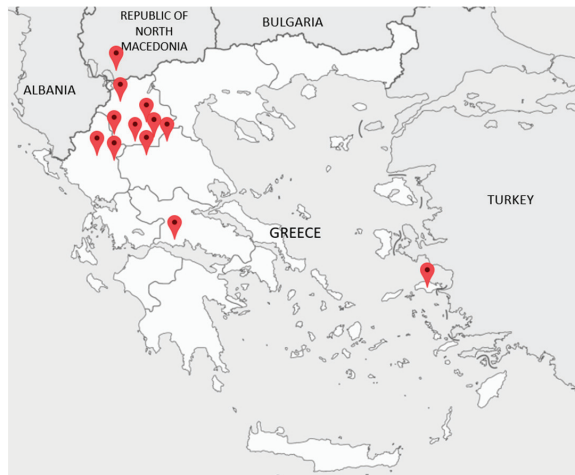 REPUBLIC OF
NORTH
MACEDONIA
BULGARIA
ALBANIA
TURKEY
GREECE